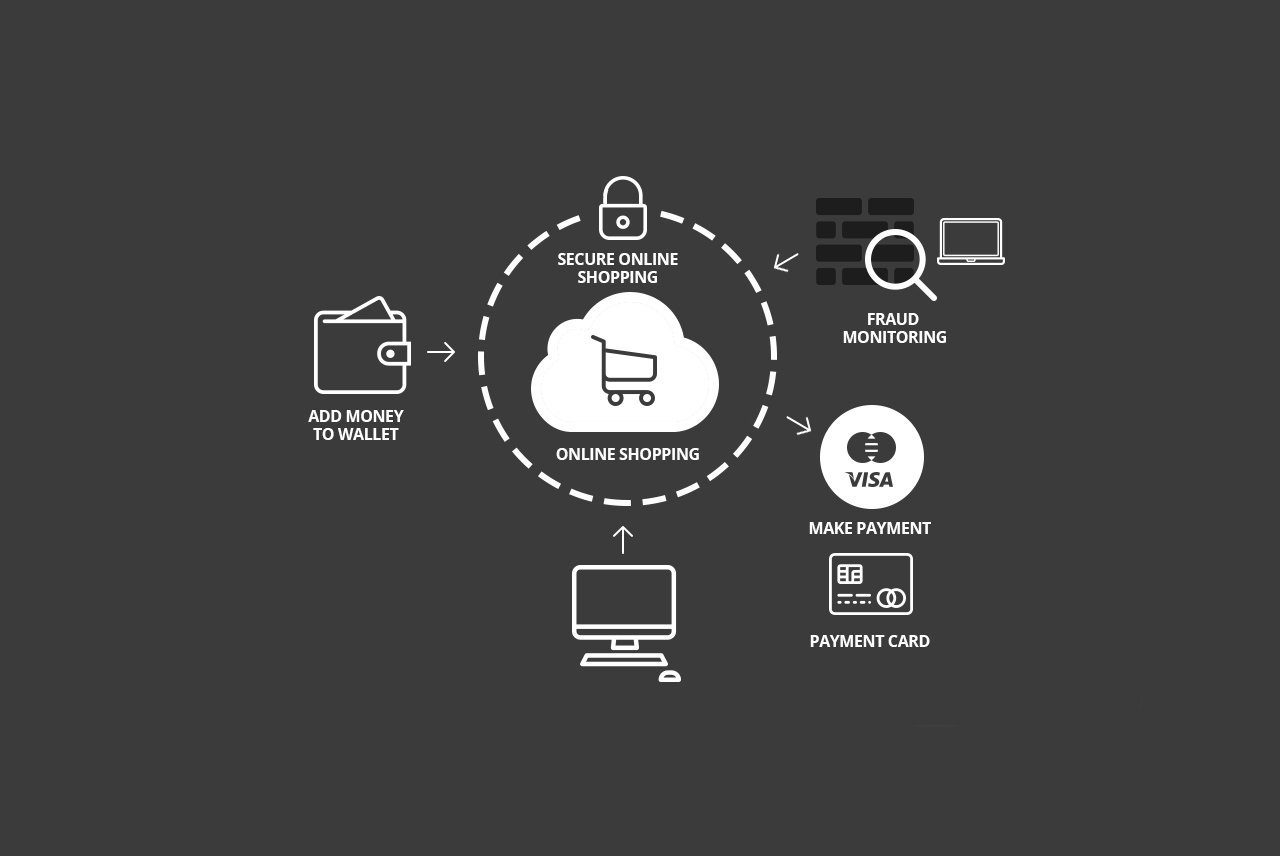 SECURE ONLINE
SHOPPING
FRAUD
MONITORING
ADD MONEY
TO WALLET
ONLINE SHOPPING
VISA
MAKE PAYMENT
PAYMENT CARD